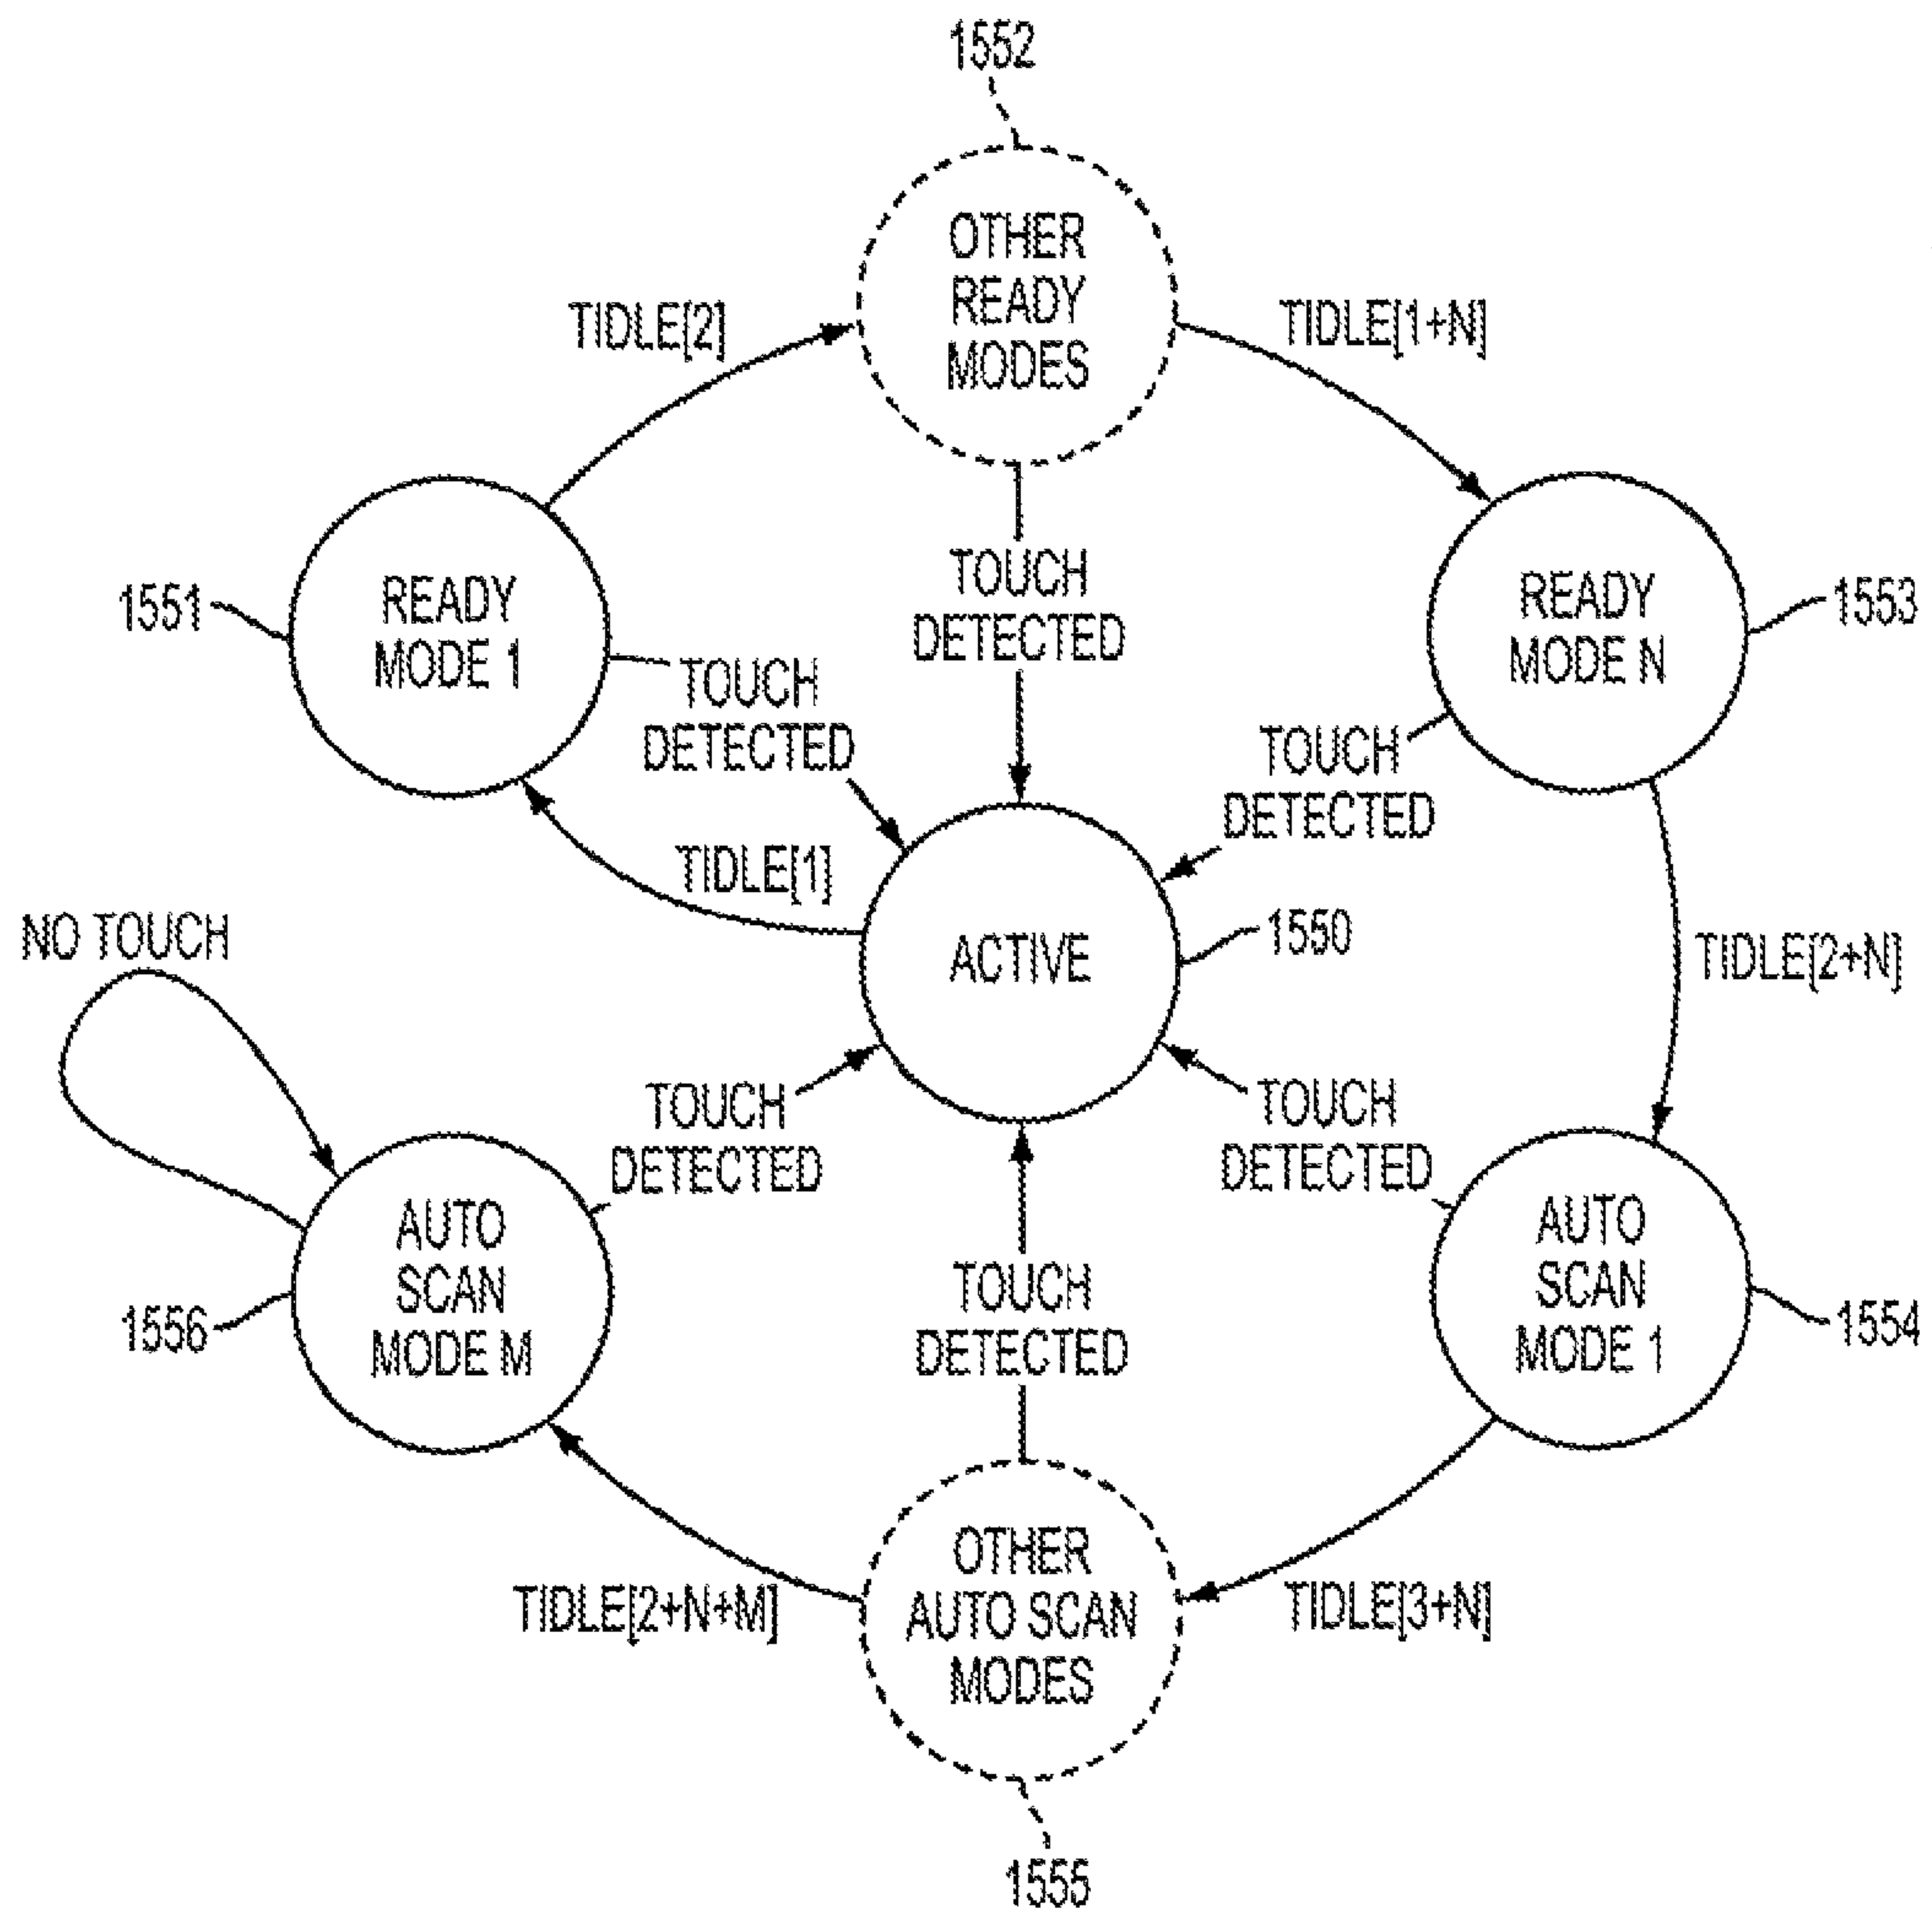 1552
OTHER
READY
MODES
TIDLE[2]
TIDLE[1+N]
1551
READY
MODE 1
TOUCH
DETECTED
READY
MODE N
1553
TOUCH
DETECTED
TOUCH
DETECTED
TIDLE[1]
ACTIVE
1550
NO TOUCH
TIDLE[2+N]
TOUCH
DETECTED
TOUCH
DETECTED
AUTO
SCAN
MODE M
1556
TOUCH
DETECTED
AUTO
SCAN
MODE 1
1554
TIDLE[2+N+M]
OTHER
AUTO SCAN
MODES
TIDLE[3+N]
1555